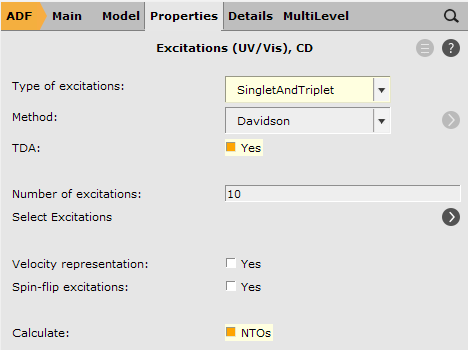 ADF Main Model Properties Details MultiLevel
Excitations (UV/Vis), CD
Type of excitations: SingletAndTriplet
Method: Davidson
TDA: Yes
Number of excitations: 10
Select Excitations
Velocity representation: Yes
Spin-flip excitations: Yes
Calculate: NTOs